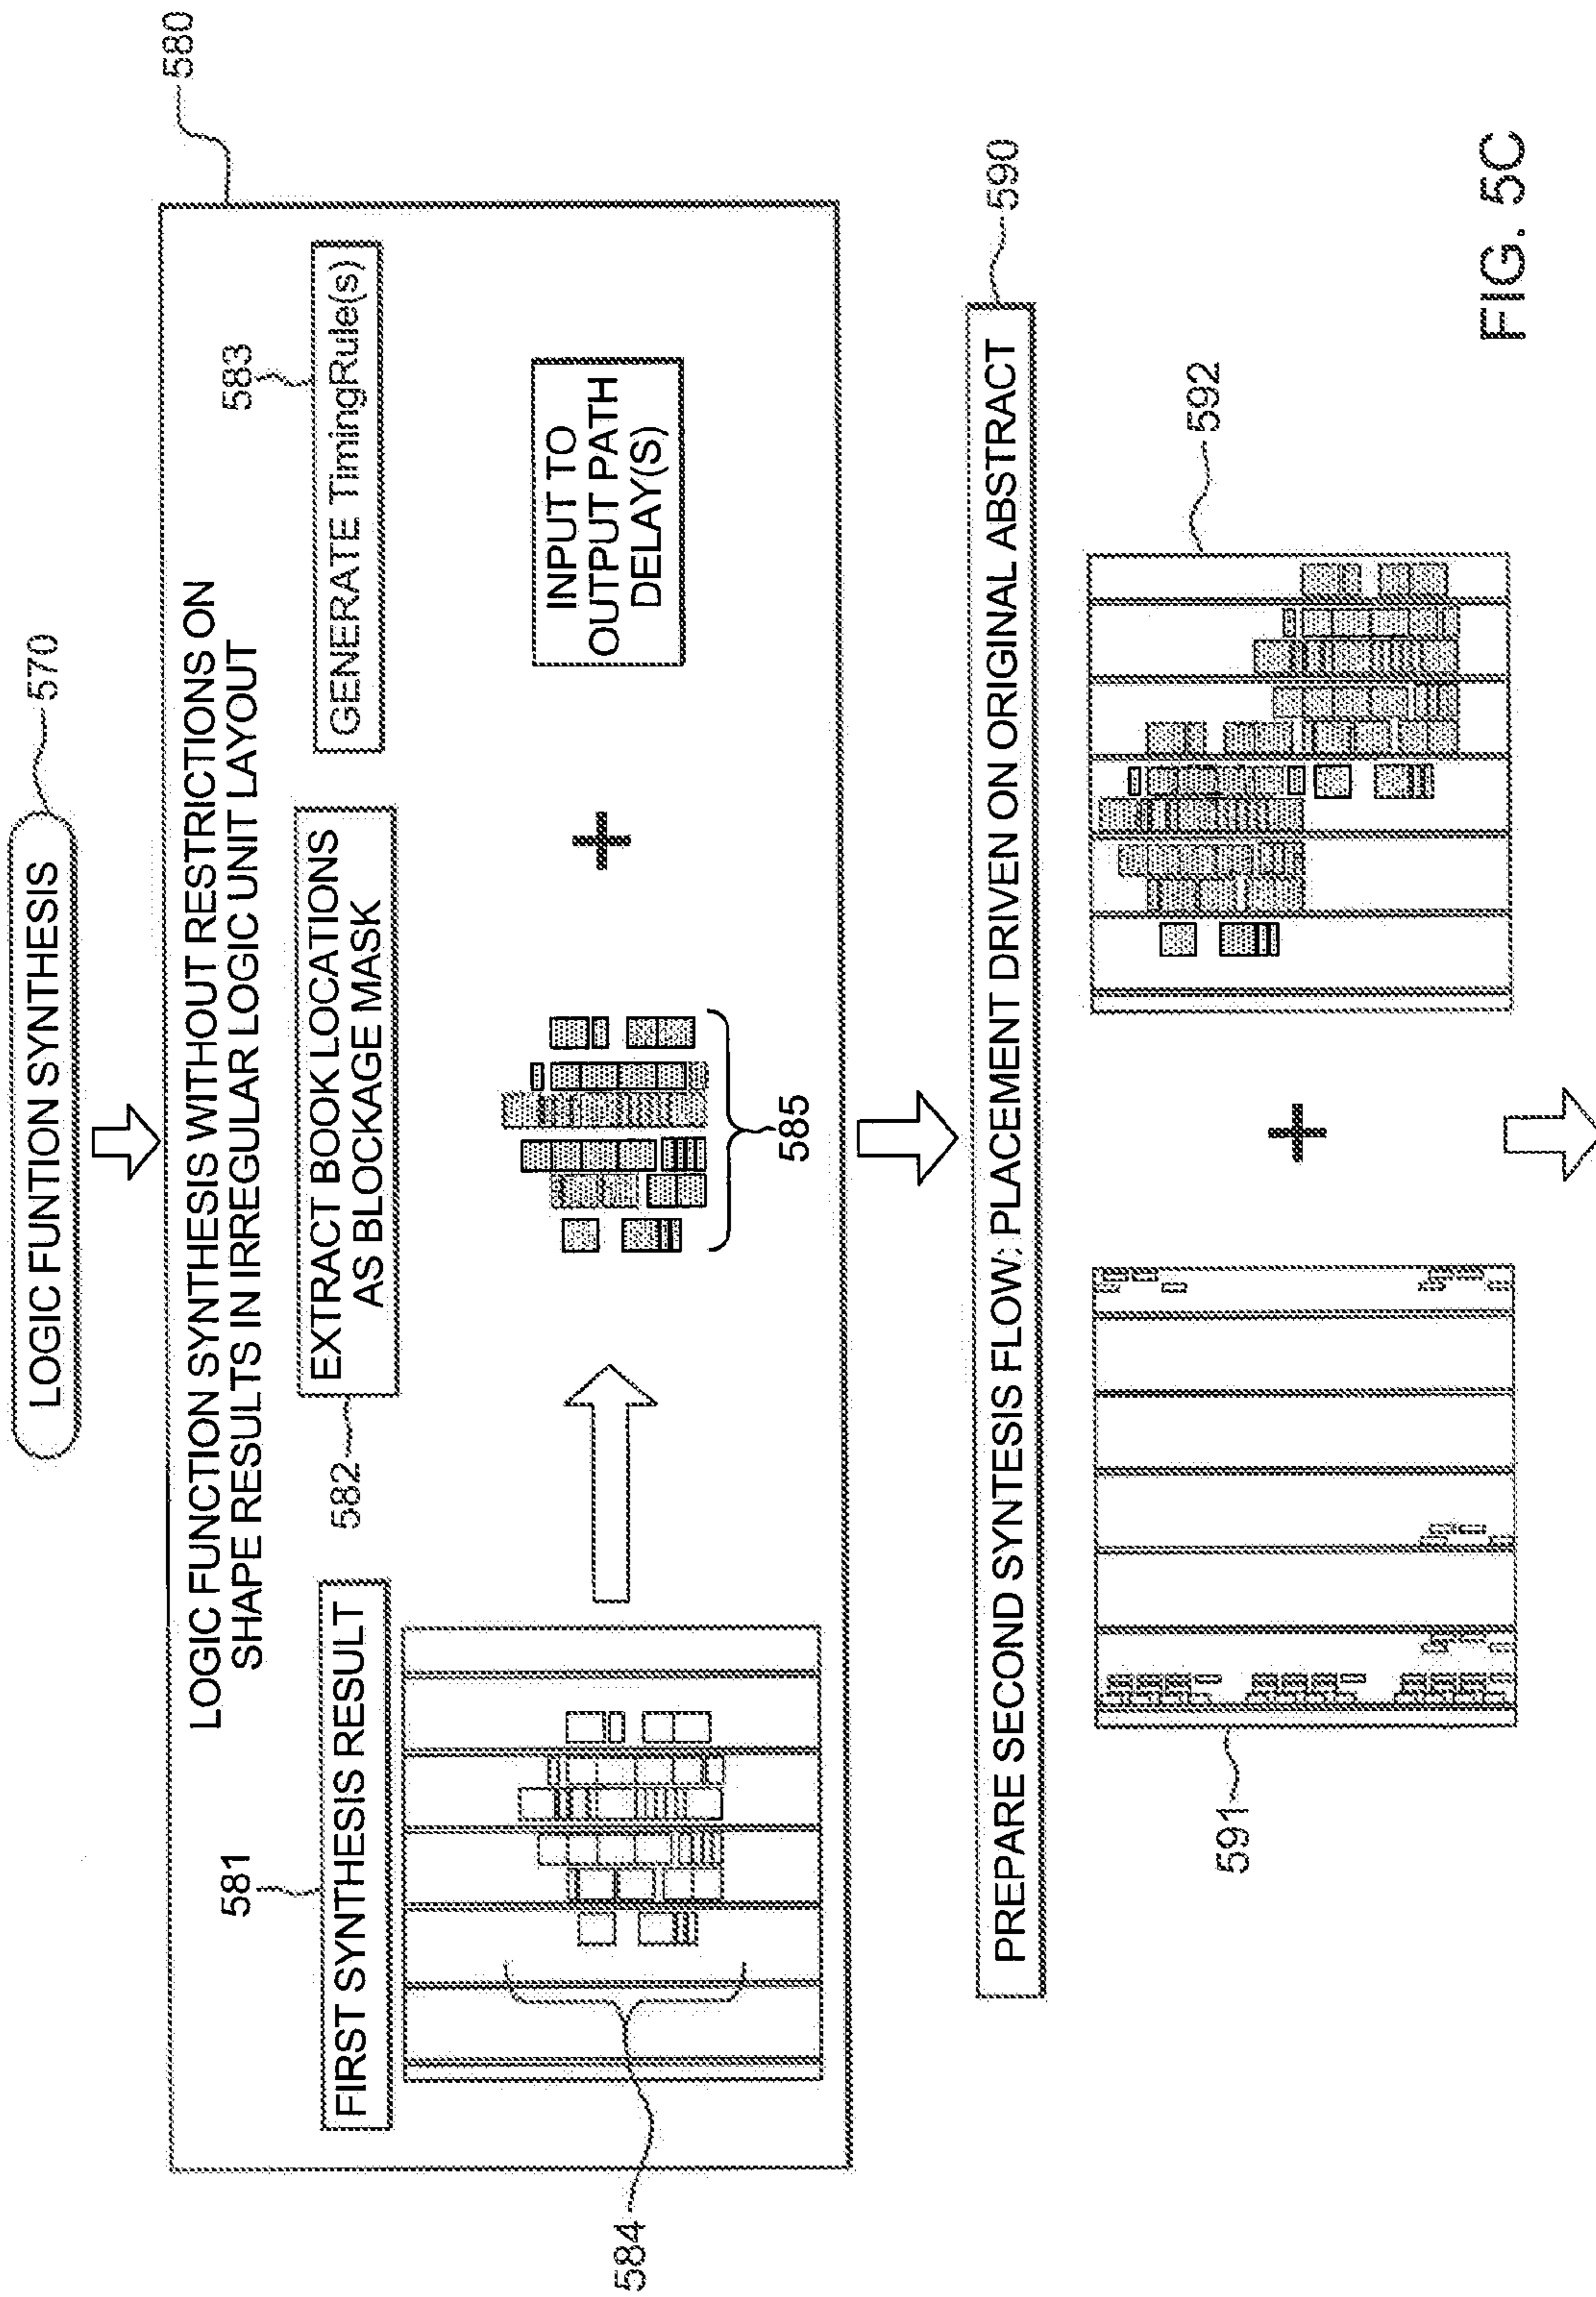 LOGIC FUNTION SYNTHESIS
570
580
LOGIC FUNCTION SYNTHESIS WITHOUT RESTRICTIONS ON
SHAPE RESULTS IN IRREGULAR LOGIC UNIT LAYOUT
581
FIRST SYNTHESIS RESULT
582
EXTRACT BOOK LOCATIONS
AS BLOCKAGE MASK
583
GENERATE TimingRule(s)
584
585
+
INPUT TO
OUTPUT PATH
DELAY(S)
PREPARE SECOND SYNTESIS FLOW: PLACEMENT DRIVEN ON ORIGINAL ABSTRACT
590
591
+
592
FIG. 5C